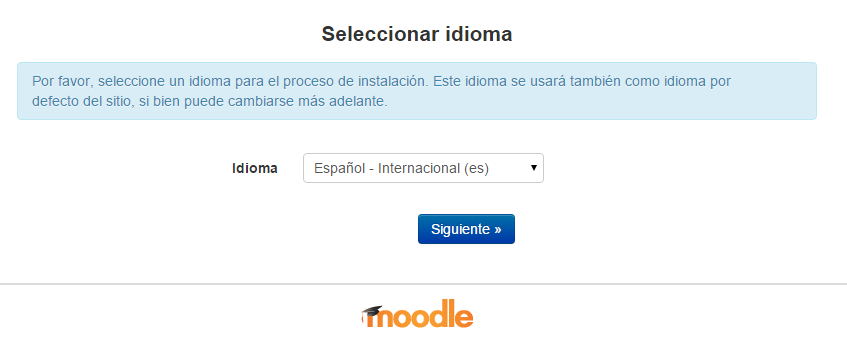 Seleccionar idioma
Por favor, seleccione un idioma para el proceso de instalación. Este idioma se usará también como idioma por
defecto del sitio, si bien puede cambiarse más adelante.
Idioma
Español - Internacional (es)
Siguiente »
moodle